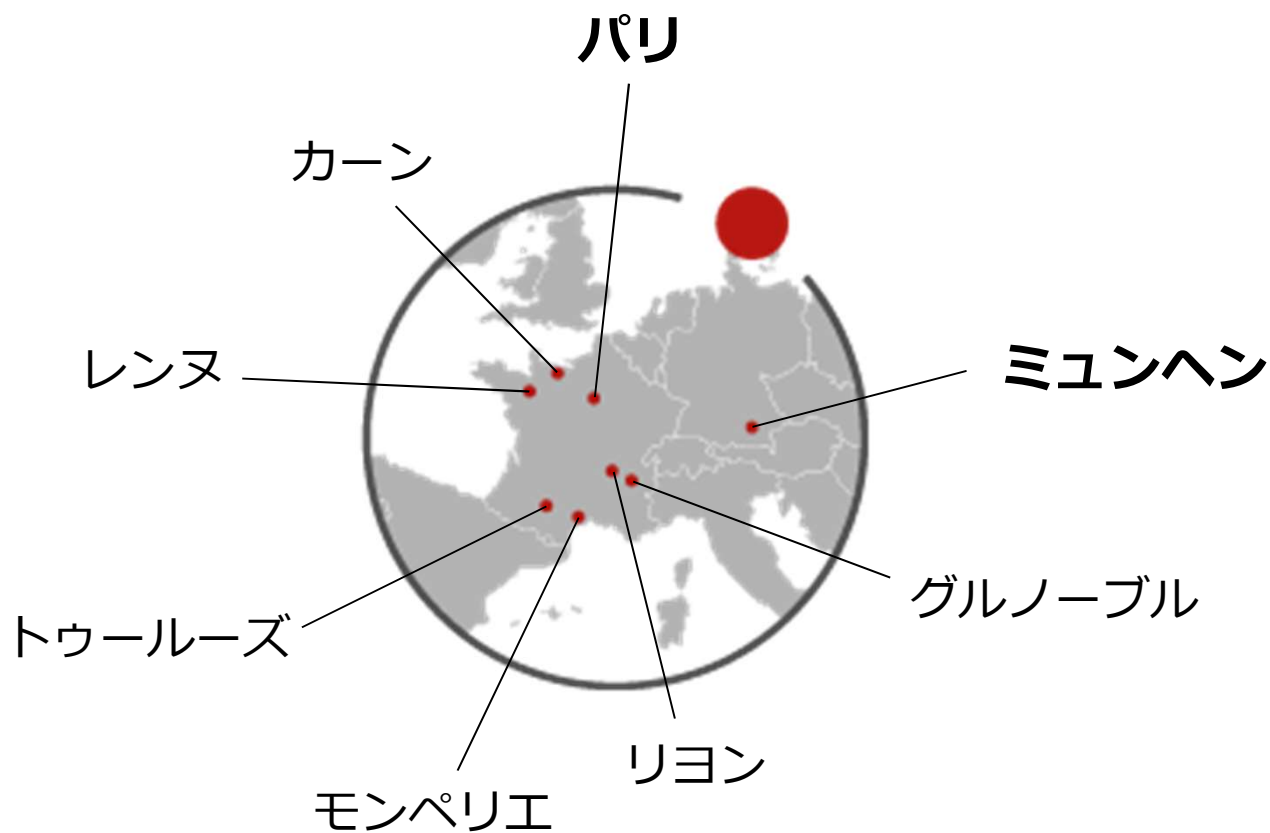 パリ
カーン
レンヌ
ミュンヘン
グルノーブル
トゥールーズ
リヨン
モンペリエ